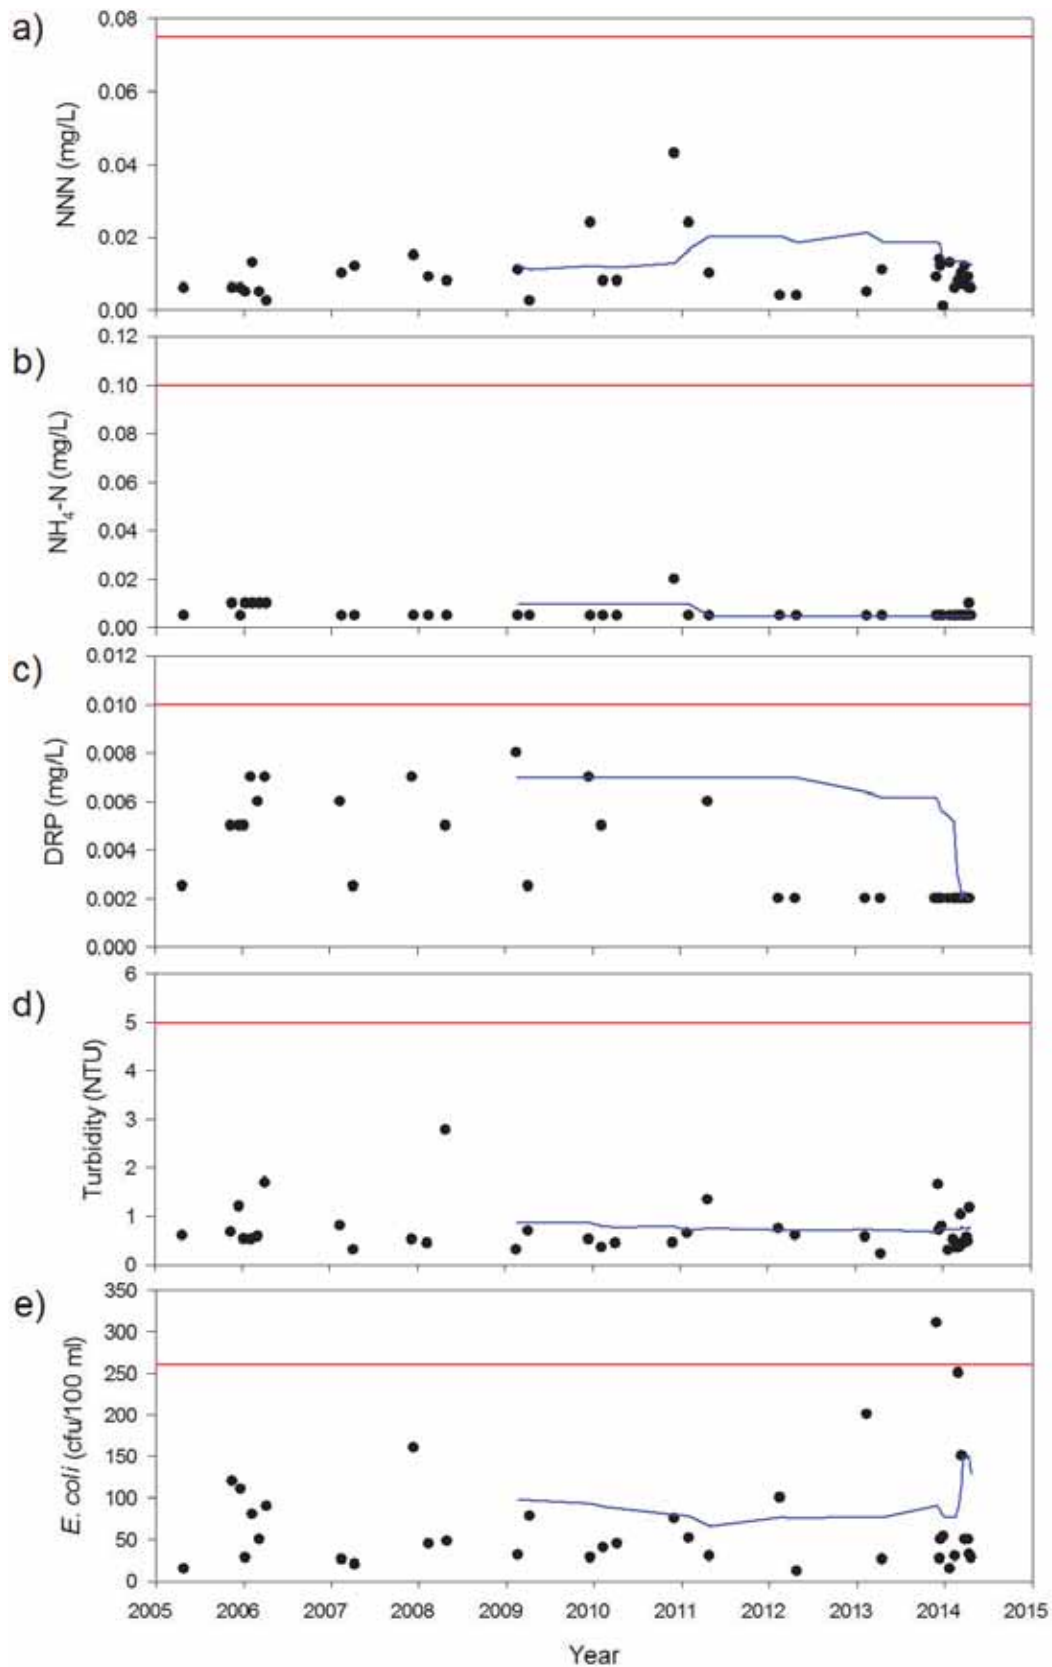 a)
NNN (mg/L)
0.08
0.06
0.04
0.02
0.00
b)
NH4-N (mg/L)
0.12
0.10
0.08
0.06
0.04
0.02
0.00
c)
DRP (mg/L)
0.012
0.010
0.008
0.006
0.004
0.002
0.000
d)
Turbidity (NTU)
6
5
4
3
2
1
0
e)
E. coli (cfu/100 ml)
350
300
250
200
150
100
50
0
2005 2006 2007 2008 2009 2010 2011 2012 2013 2014 2015
Year